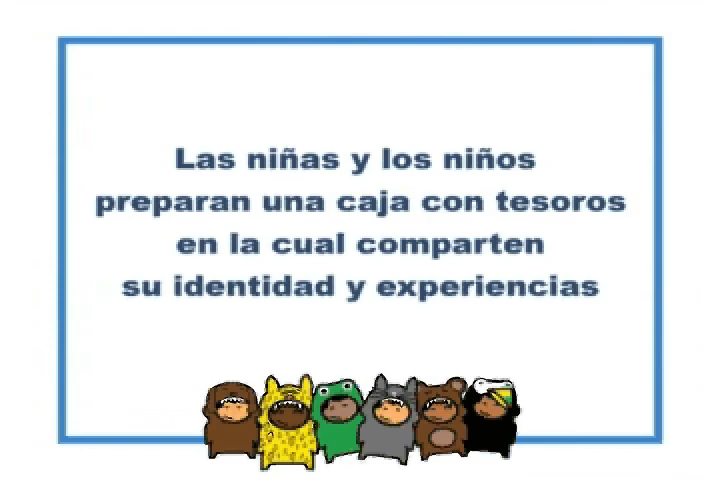 Las niñas y los niños
preparan una caja con tesoros
en la cual comparten
su identidad y experiencias